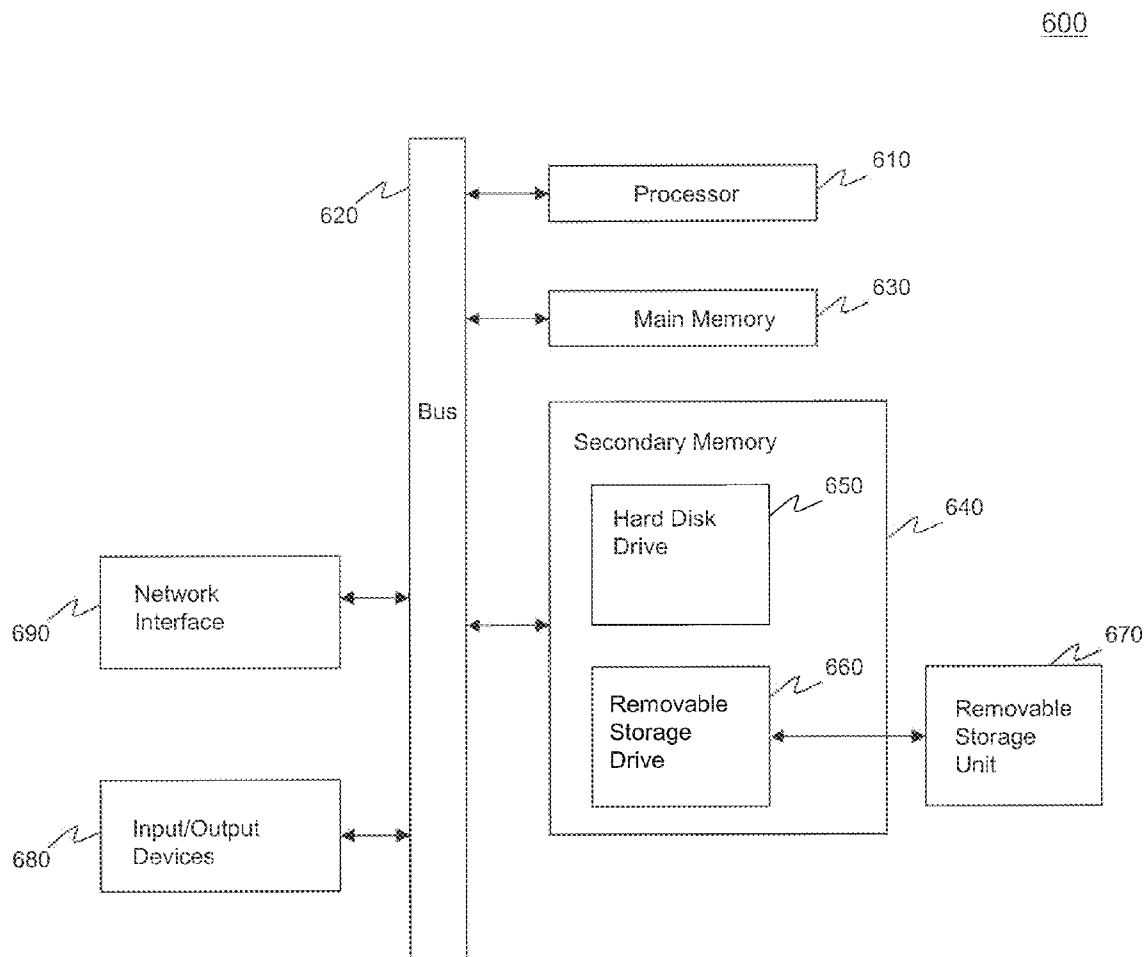 600
610
Processor
620
630
Main Memory
Bus
Secondary Memory
650
Hard Disk
Drive
640
Network
Interface
690
660
670
Removable
Storage
Drive
Removable
Storage
Unit
Input/Output
Devices
680